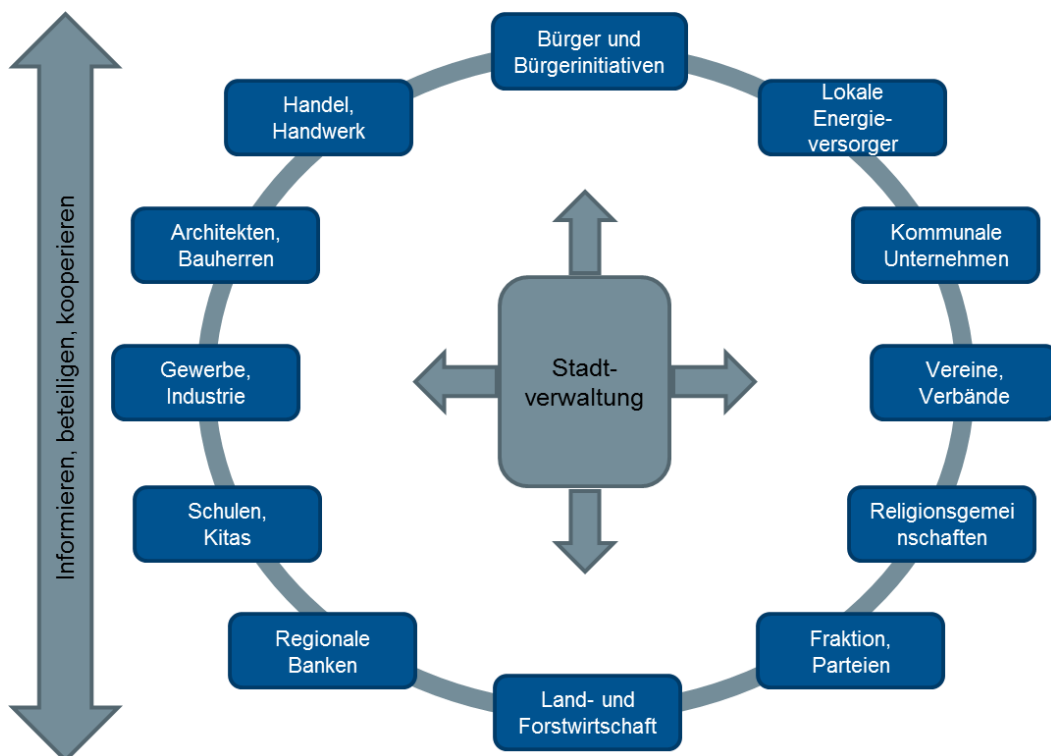 Informieren, beteiligen, kooperieren
Bürger und
Bürgerinitiativen
Lokale
Energie-
versorger
Kommunale
Unternehmen
Vereine,
Verbände
Religionsgemei
nschaften
Fraktion,
Parteien
Land- und
Forstwirtschaft
Regionale
Banken
Schulen,
Kitas
Gewerbe,
Industrie
Architekten,
Bauherren
Handel,
Handwerk
Stadt-
verwaltung